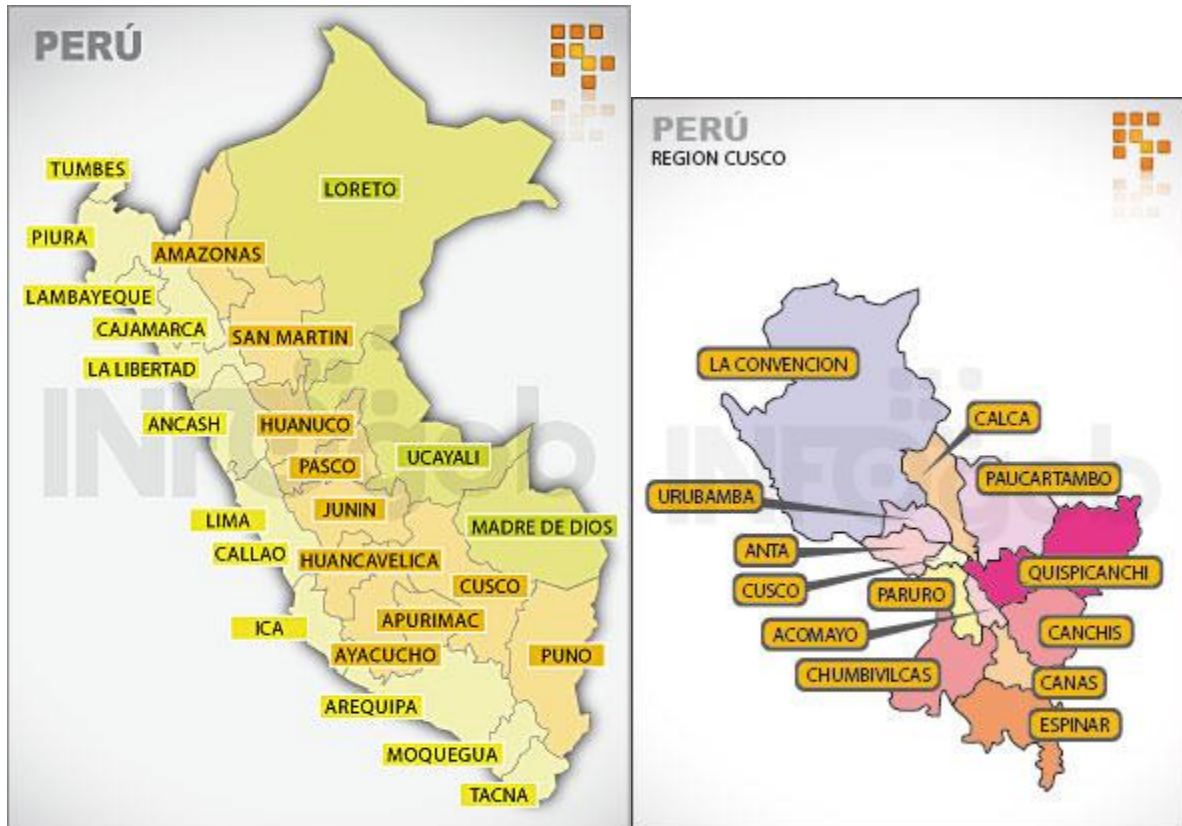 PERÚ
TUMBES
LORETO
PIURA
AMAZONAS
LAMBAYEQUE
CAJAMARCA
SAN MARTIN
LA LIBERTAD
ANCASH
HUANUCO
UCAYALI
PASCO
JUNIN
LIMA
MADRE DE DIOS
CALLAO
HUANCAVELICA
CUSCO
ICA
APURIMAC
AYACUCHO
PUNO
AREQUIPA
MOQUEGUA
TACNA
INFOgob
PERÚ
REGION CUSCO
LA CONVENCION
CALCA
PAUCARTAMBO
URUBAMBA
ANTA
QUISPICANCHI
CUSCO
PARURO
ACOMAYO
CANCHIS
CHUMBIVILCAS
CANAS
ESPINAR
INFOgob